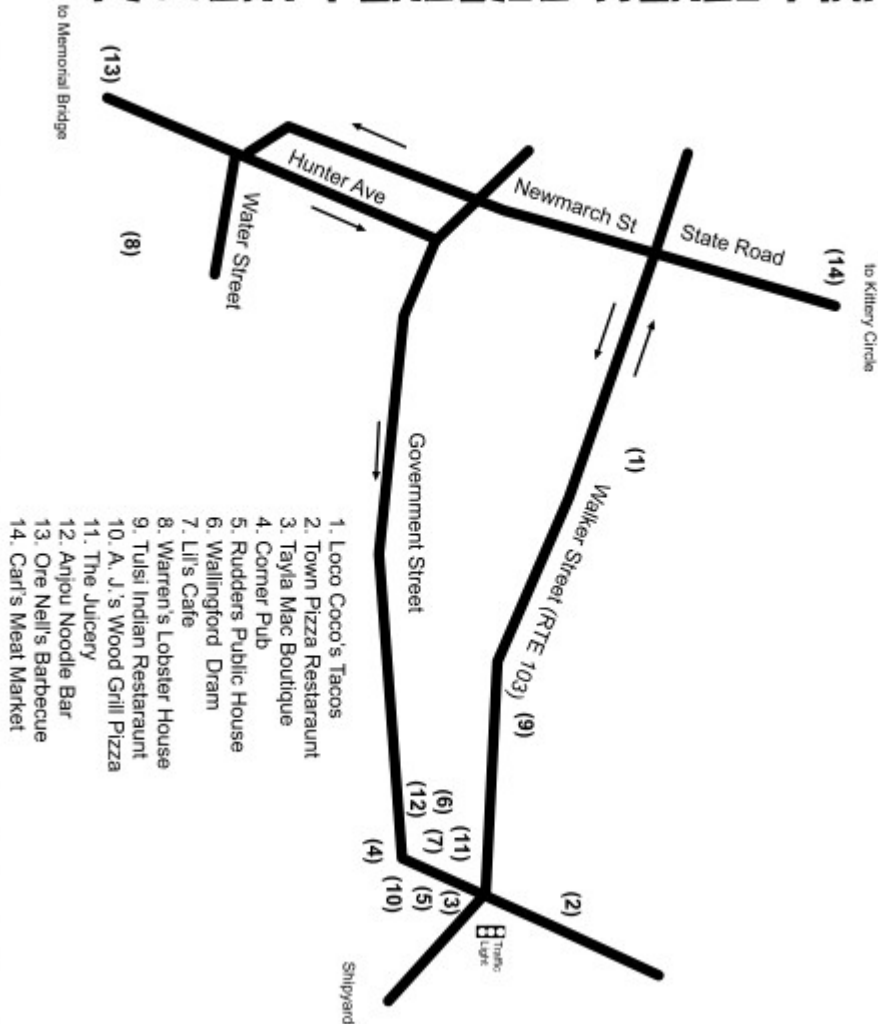 to Memorial Bridge
to Kittery Circle
(13)
(14)
State Road
Newmarch St
Hunter Ave
Water Street
(8)
(1)
Walker Street (RTE 103)
(9)
Government Street
(2)
(11)
(6)
(12)
(7)
(3)
(5)
(10)
(4)
Traffic
Light
Shipyard
1. Loco Coco's Tacos
2. Town Pizza Restaraunt
3. Tayla Mac Boutique
4. Corner Pub
5. Rudders Public House
6. Wallingford Dram
7. Lil's Cafe
8. Warren's Lobster House
9. Tulsi Indian Restaraunt
10. A. J.'s Wood Grill Pizza
11. The Juicery
12. Anjou Noodle Bar
13. Ore Nell's Barbecue
14. Carl's Meat Market